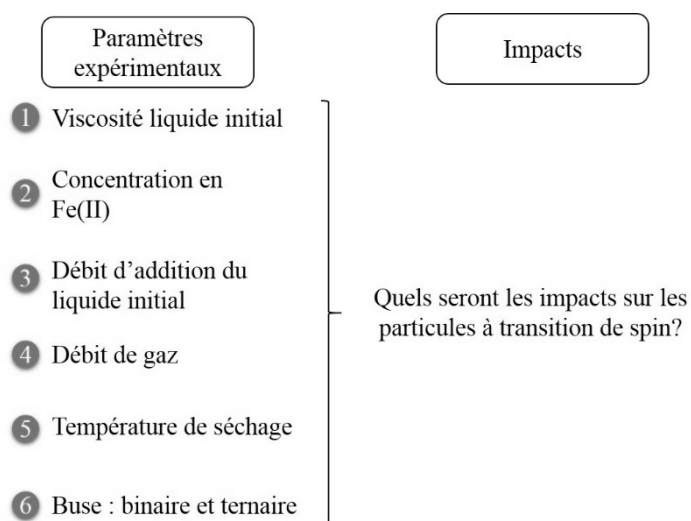 Paramètres
expérimentaux
Impacts
1 Viscosité liquide initial
2 Concentration en
Fe(II)
3 Débit d'addition du
liquide initial
4 Débit de gaz
5 Température de séchage
6 Buse : binaire et ternaire
Quels seront les impacts sur les
particules à transition de spin?